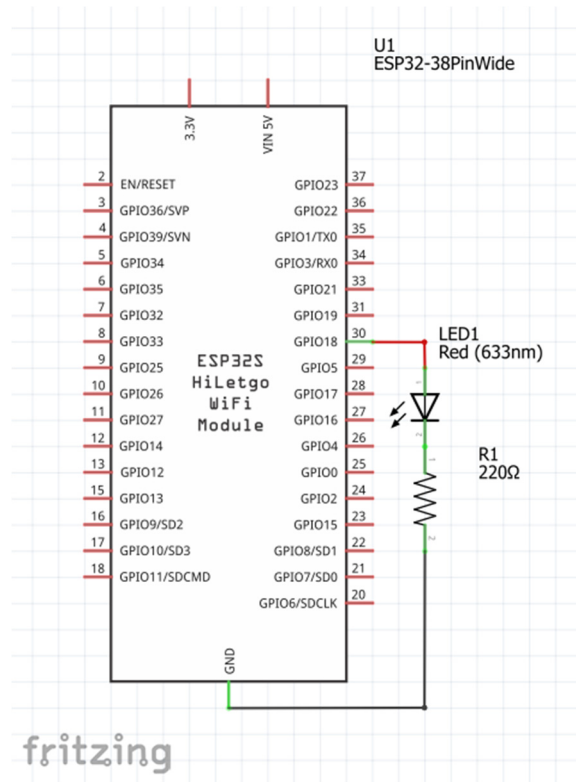 U1
ESP32-38PinWide
3.3V
VIN 5V
2 EN/RESET
GPIO23 37
3 GPIO36/SVP
GPIO22 36
4 GPIO39/SVN
GPIO1/TX0 35
5 GPIO34
GPIO3/RX0 34
6 GPIO35
GPIO21 33
7 GPIO32
GPIO19 31
8 GPIO33
GPIO18 30
9 GPIO25
GPIO5 29
10 GPIO26
GPIO17 28
11 GPIO27
GPIO16 27
12 GPIO14
GPIO4 26
13 GPIO12
GPIO0 25
15 GPIO13
GPIO2 24
16 GPIO9/SD2
GPIO15 23
17 GPIO10/SD3
GPIO8/SD1 22
18 GPIO11/SDCMD
GPIO7/SD0 21
GPIO6/SDCLK 20
ESP32S
HiLetgo
WiFi
Module
LED1
Red (633nm)
1
2
R1
220Ω
1
2
GND
fritzing